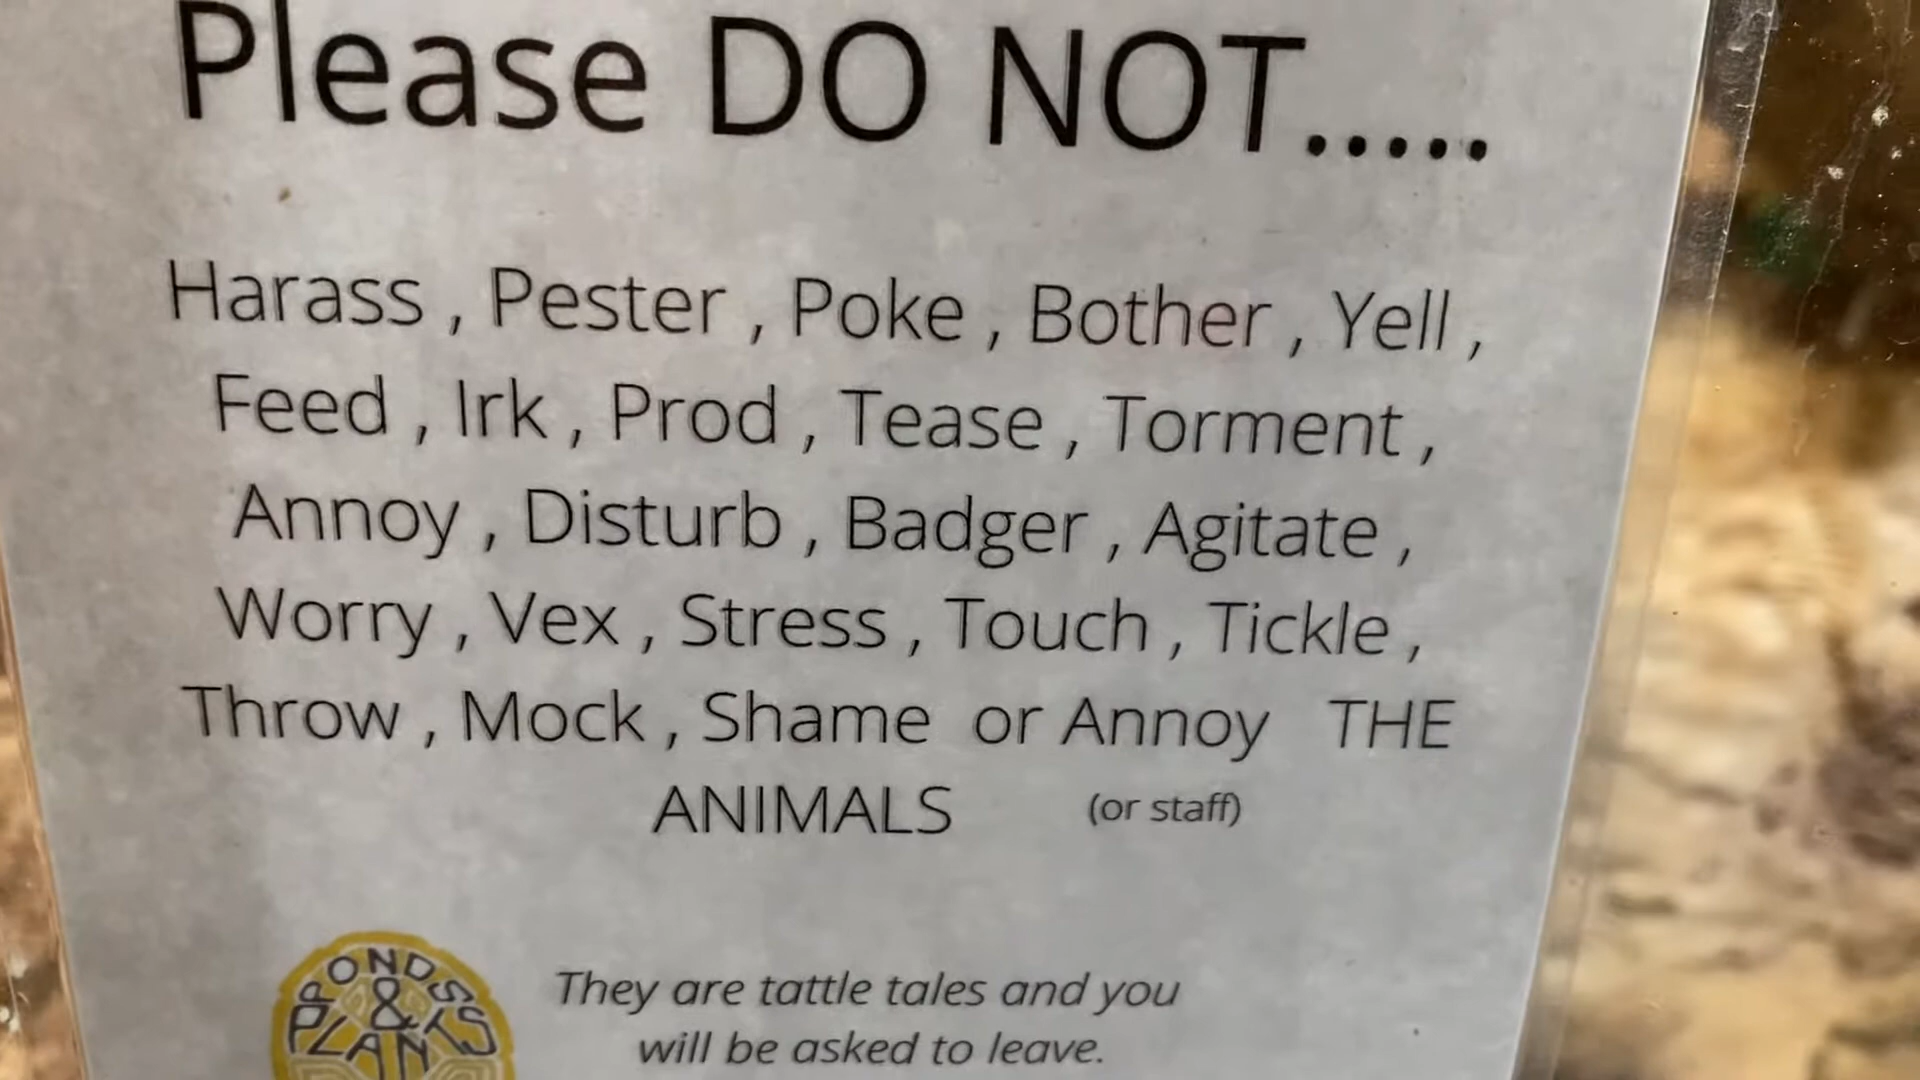 Please DO NOT.....
Harass , Pester , Poke , Bother , Yell ,
Feed , Irk , Prod , Tease , Torment ,
Annoy , Disturb , Badger , Agitate ,
Worry , Vex , Stress , Touch , Tickle ,
Throw , Mock , Shame or Annoy THE
ANIMALS (or staff)
PONDS
&
PLANTS
They are tattle tales and you
will be asked to leave.